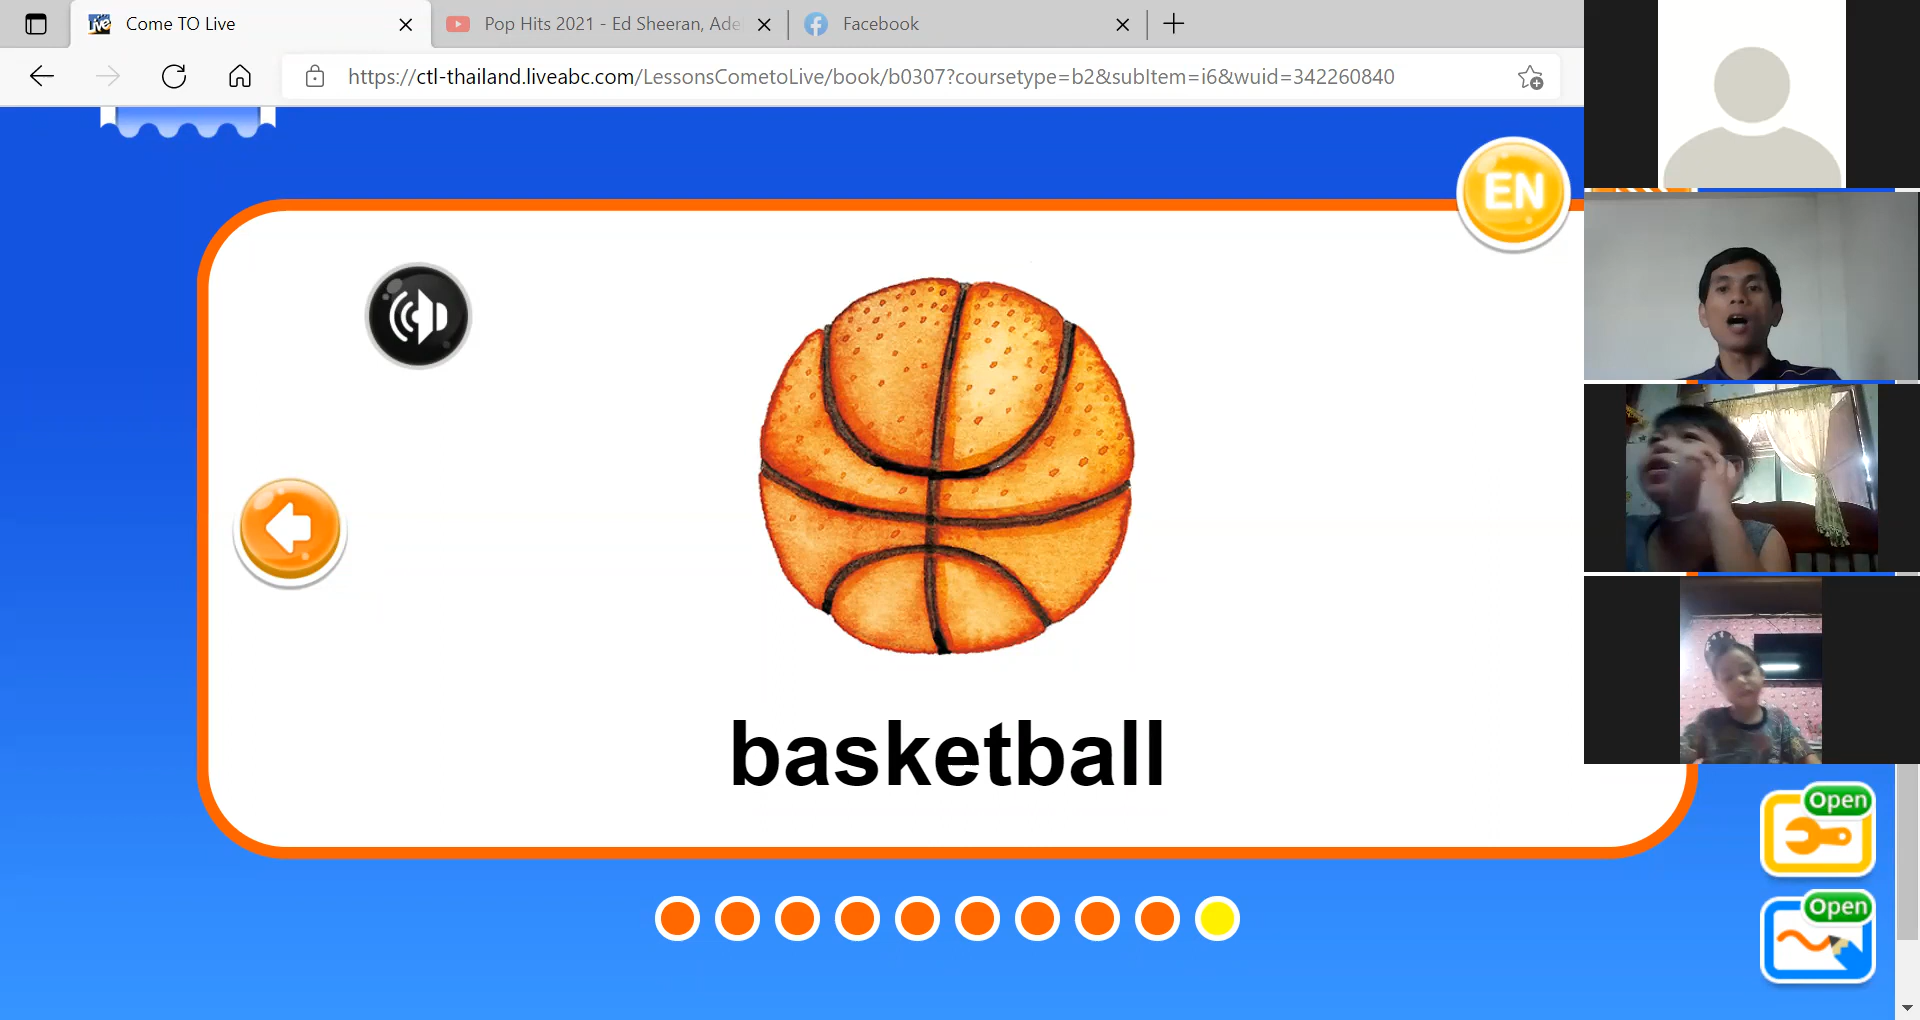 Come TO Live
Pop Hits 2021 - Ed Sheeran, Ade
Facebook
https://ctl-thailand.liveabc.com/LessonsCometoLive/book/b0307?coursetype=b2&subItem=i6&wuid=342260840
EN
basketball
Open
Open